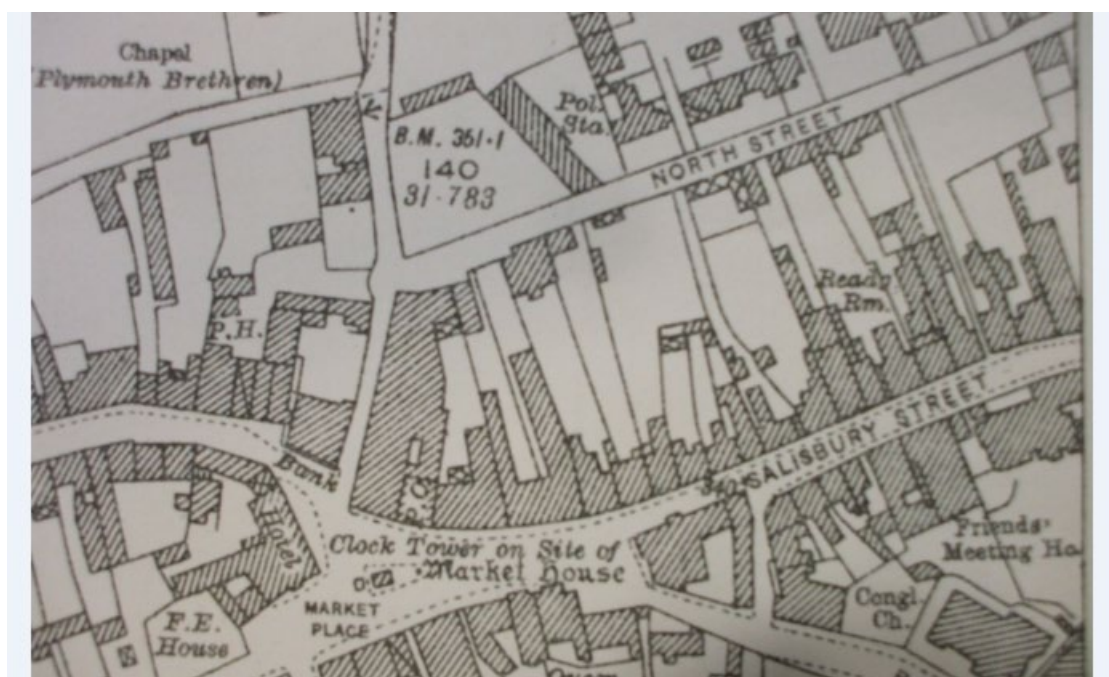 Chapel
(Plymouth Brethren)
Pol.
Sta.
B.M. 351·1
140
31·783
NORTH STREET
Ready
Rm.
P.H.
SALISBURY STREET
Bank
P.O.
Hotel
Clock Tower on Site of
Market House
Friends'
Meeting Ho.
MARKET
PLACE
Congl.
Ch.
F.E.
House